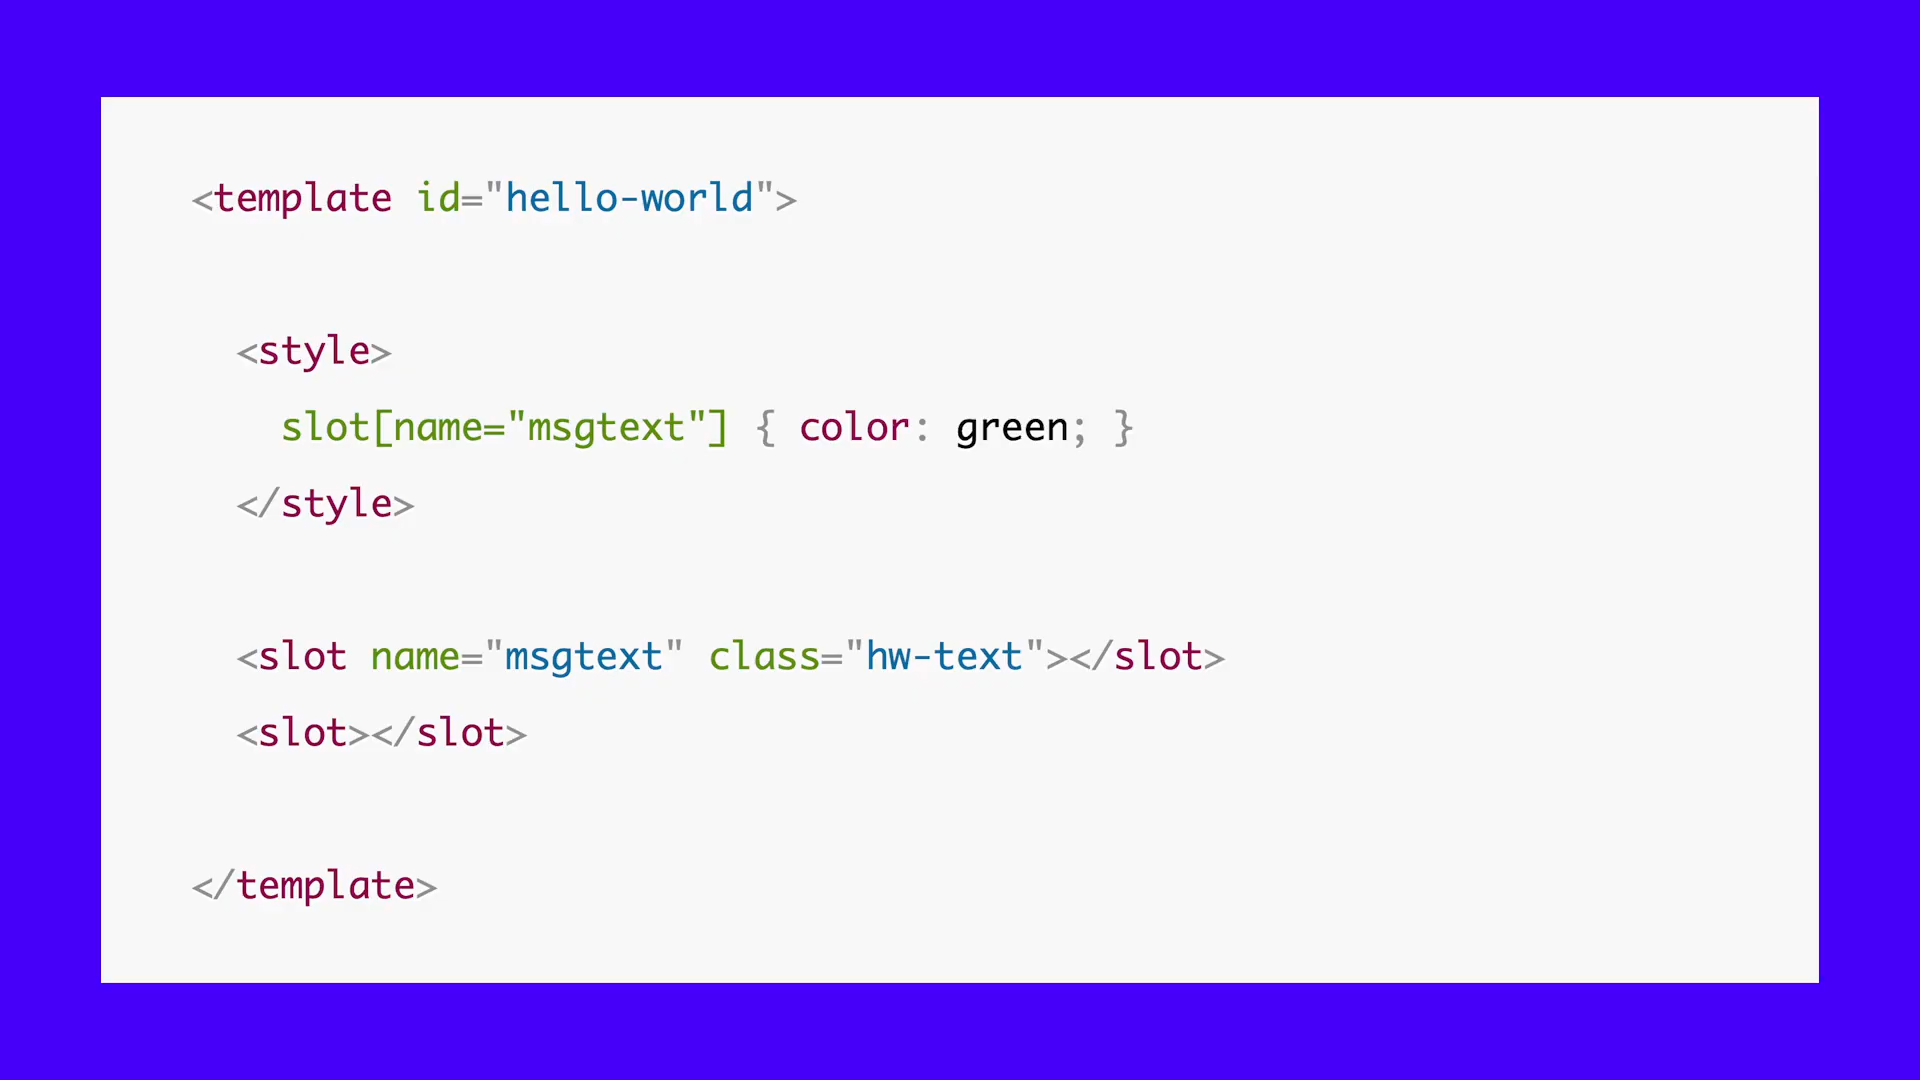 <template id="hello-world">
<style>
slot[name="msgtext"] { color: green; }
</style>
<slot name="msgtext" class="hw-text"></slot>
<slot></slot>
</template>